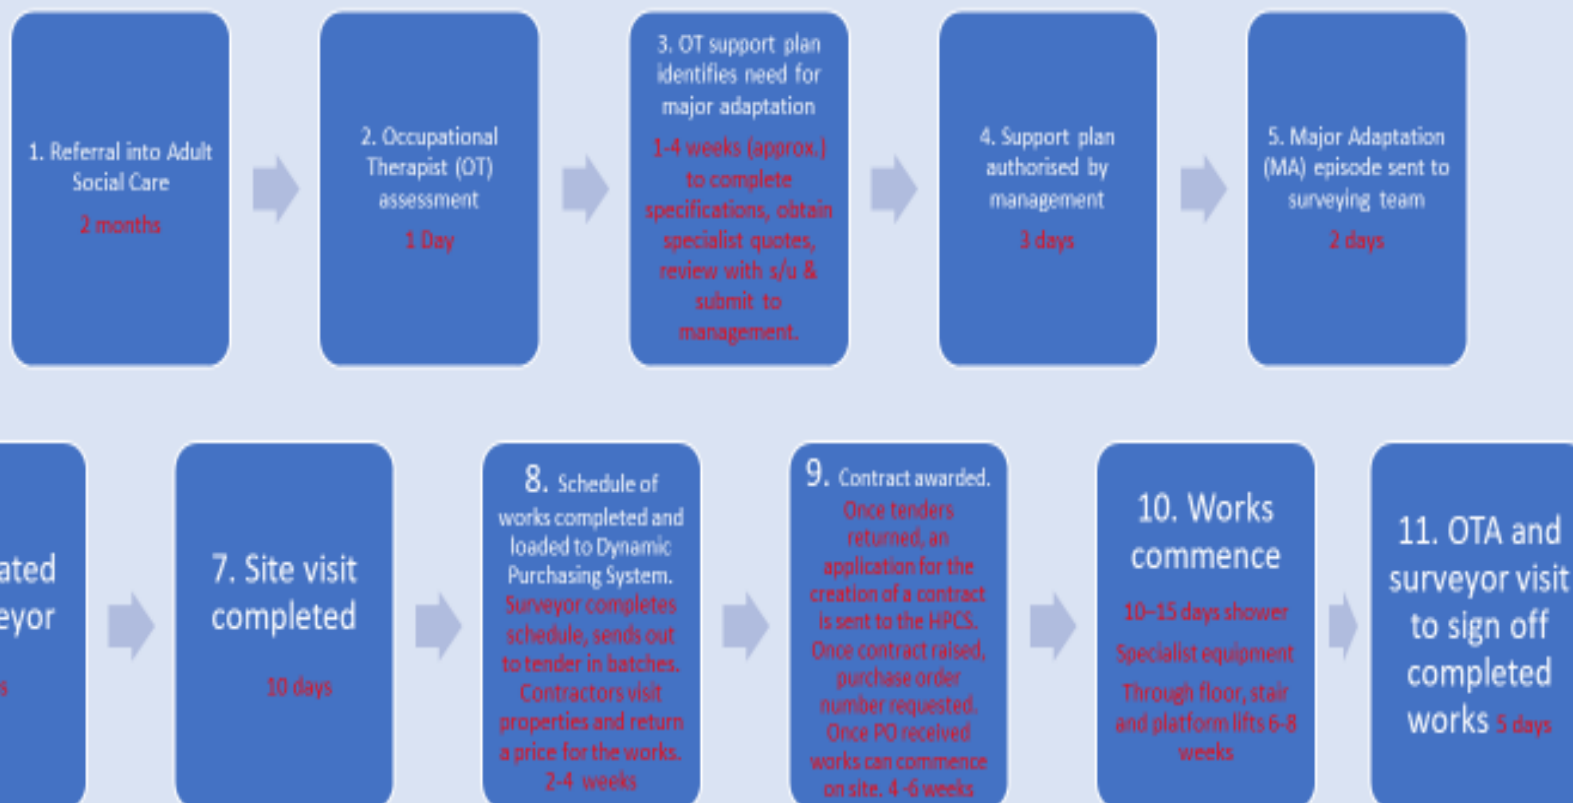 1. Referral into Adult
Social Care
2 months
2. Occupational
Therapist (OT)
assessment
1 Day
3. OT support plan
identifies need for
major adaptation
1-4 weeks (approx.)
to complete
specifications, obtain
specialist quotes,
review with s/u &
submit to
management.
4. Support plan
authorised by
management
3 days
5. Major Adaptation
(MA) episode sent to
surveying team
2 days
7. Site visit
completed
10 days
8. Schedule of
works completed and
loaded to Dynamic
Purchasing System.
Surveyor completes
schedule, sends out
to tender in batches.
Contractors visit
properties and return
a price for the works.
2-4 weeks
9. Contract awarded.
Once tenders
returned, an
application for the
creation of a contract
is sent to the HPCS.
Once contract raised,
purchase order
number requested.
Once PO received
works can commence
on site. 4 -6 weeks
10. Works
commence
10–15 days shower
Specialist equipment
Through floor, stair
and platform lifts 6-8
weeks
11. OTA and
surveyor visit
to sign off
completed
works 5 days